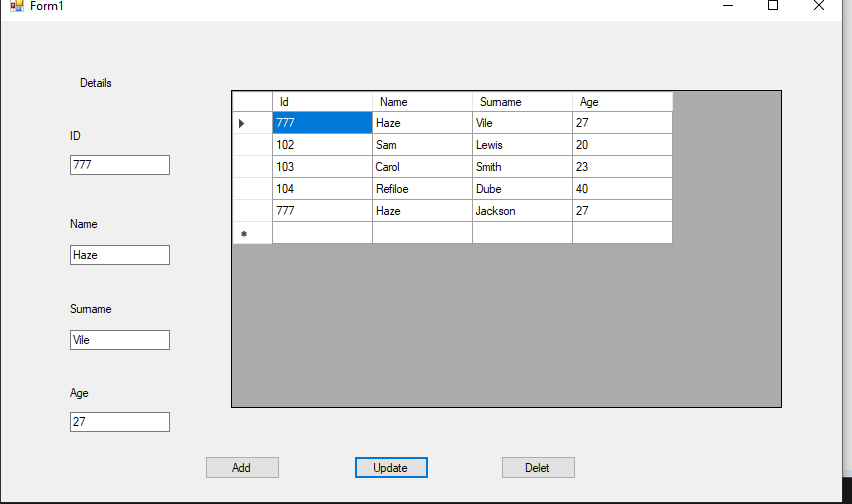 Form1
Details
ID
777
Name
Haze
Surname
Vile
Age
27
Id Name Surname Age
777 Haze Vile 27
102 Sam Lewis 20
103 Carol Smith 23
104 Refiloe Dube 40
777 Haze Jackson 27
Add Update Delet